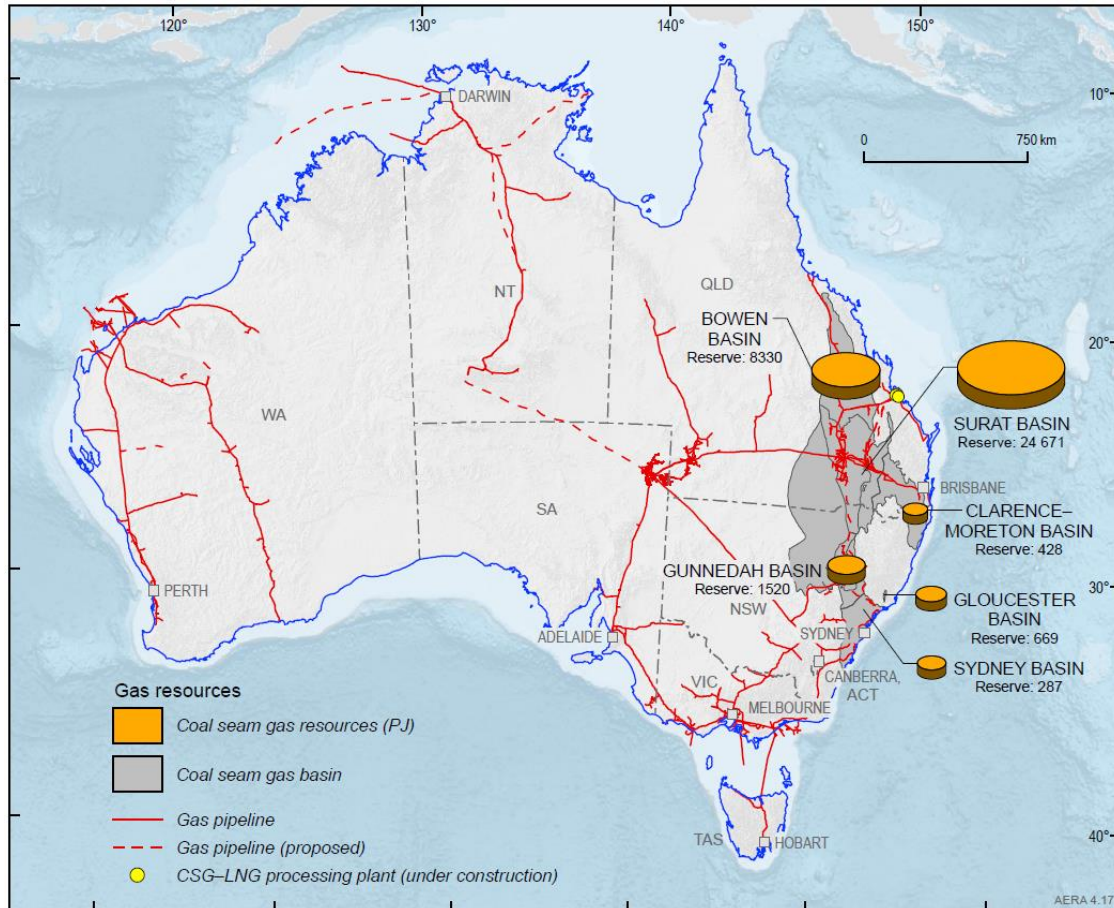 120°
130°
140°
150°
DARWIN
10°
0
750 km
NT
QLD
BOWEN
BASIN
Reserve: 8330
20°
WA
SURAT BASIN
Reserve: 24 671
SA
BRISBANE
CLARENCE–
MORETON BASIN
Reserve: 428
GUNNEDAH BASIN
Reserve: 1520
NSW
PERTH
30°
GLOUCESTER
BASIN
Reserve: 669
ADELAIDE
SYDNEY
SYDNEY BASIN
Reserve: 287
CANBERRA,
ACT
VIC
MELBOURNE
Gas resources
Coal seam gas resources (PJ)
Coal seam gas basin
Gas pipeline
Gas pipeline (proposed)
CSG–LNG processing plant (under construction)
TAS
HOBART
40°
AERA 4.17